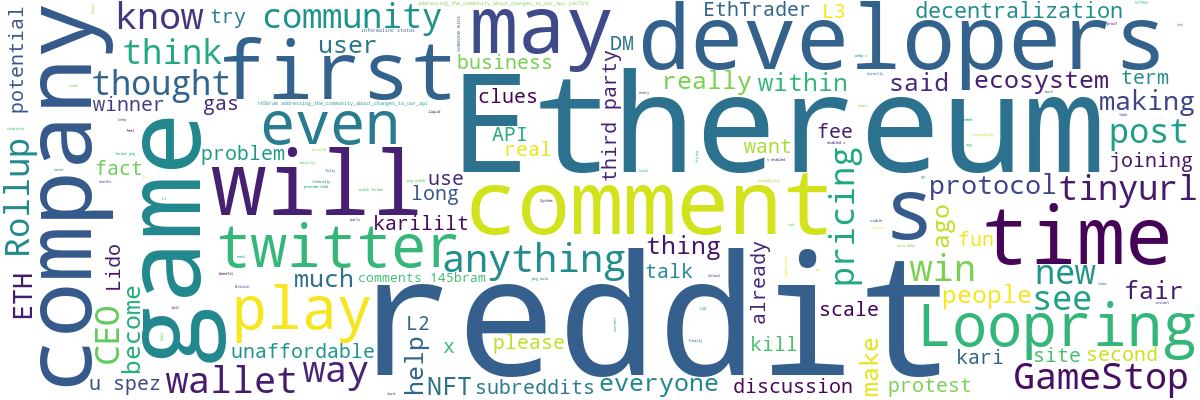 addressing_the_community_about_changes_to_our_api jnk73rb
know
try
community
first
may
developers
EthTrader
L3
decentralization
potential
company
think
user
DM
business
third party
really
within
said
ecosystem
term
thought
winner
gas
145bram addressing_the_community_about_changes_to_our_api
even
clues
API
real
Ethereum
want
fee
making
post
joining
Rollup
fact
game
problem
will
use
long
comment
s
pricing
protocol
tinyurl
karililt
twitter
anything
thing
talk
already
ago
fun
time
ETH
Lido
CEO
become
much
comments 145bram
play
reddit
scale
win
people
new
see
fair
Loopring
unaffordable
way
help
L2
x
please
kill
make
kari
site
second
u spez
wallet
NFT
subreddits
everyone
discussion
protest
GameStop